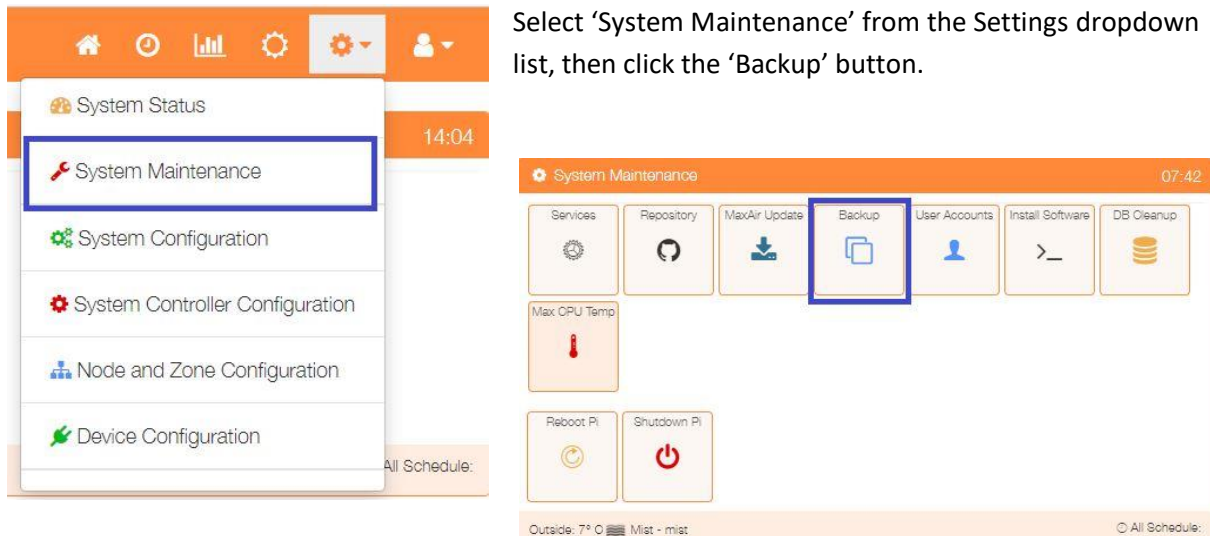 Select ‘System Maintenance’ from the Settings dropdown
list, then click the ‘Backup’ button.
System Status
14:04
System Maintenance
System Configuration
System Controller Configuration
Node and Zone Configuration
Device Configuration
All Schedule:
System Maintenance 07:42
Services Repository MaxAir Update Backup User Accounts Install Software DB Cleanup
Max CPU Temp
Reboot Pi Shutdown Pi
Outside: 7º C Mist - mist All Schedule: